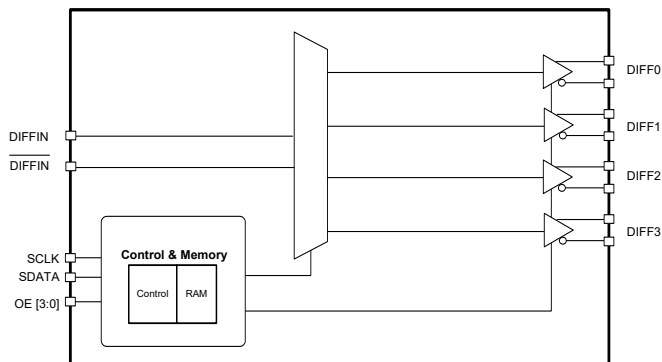 DIFF0
DIFF1
DIFFIN
DIFFIN
DIFF2
DIFF3
SCLK
SDATA
OE [3:0]
Control & Memory
Control
RAM